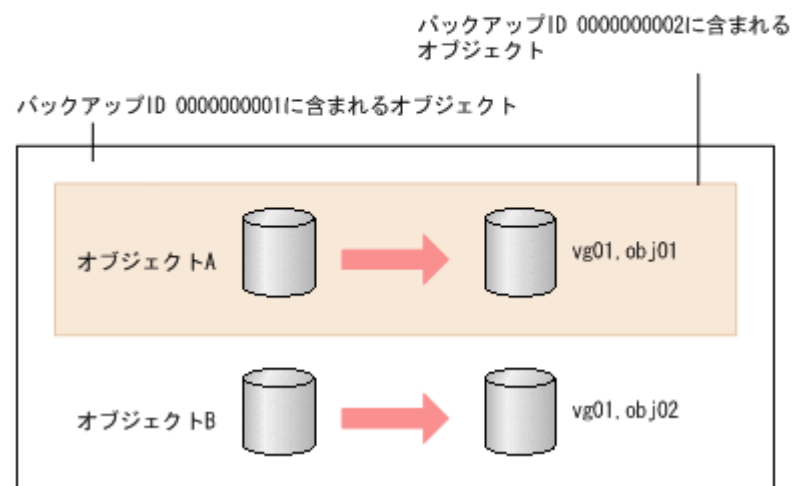 バックアップID 0000000002に含まれる
オブジェクト
バックアップID 0000000001に含まれるオブジェクト
オブジェクトA
vg01,obj01
オブジェクトB
vg01,obj02